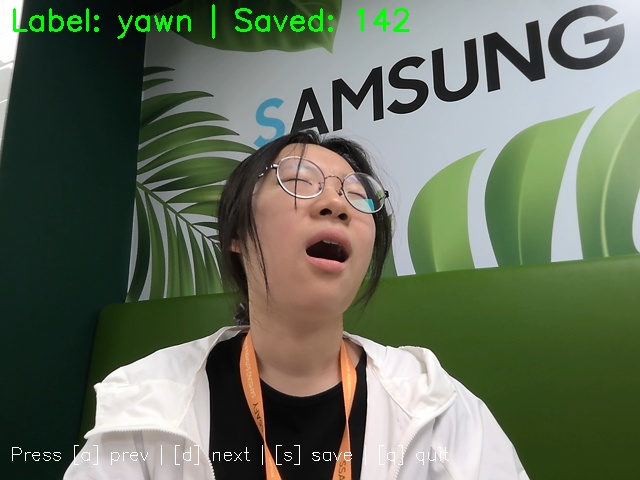 Label: yawn | Saved: 142
SAMSUNG
Press [a] prev | [d] next | [s] save | [q] quit